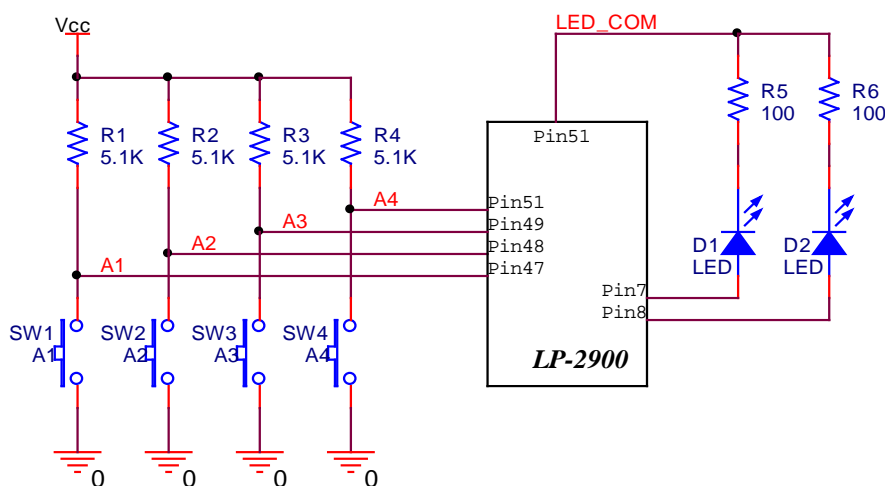 Vcc
LED_COM
R1
5.1K
R2
5.1K
R3
5.1K
R4
5.1K
R5
100
R6
100
Pin51
A4
Pin51
A3
Pin49
A2
Pin48
A1
Pin47
D1
LED
D2
LED
Pin7
Pin8
SW1
A1
SW2
A2
SW3
A3
SW4
A4
LP-2900
0
0
0
0